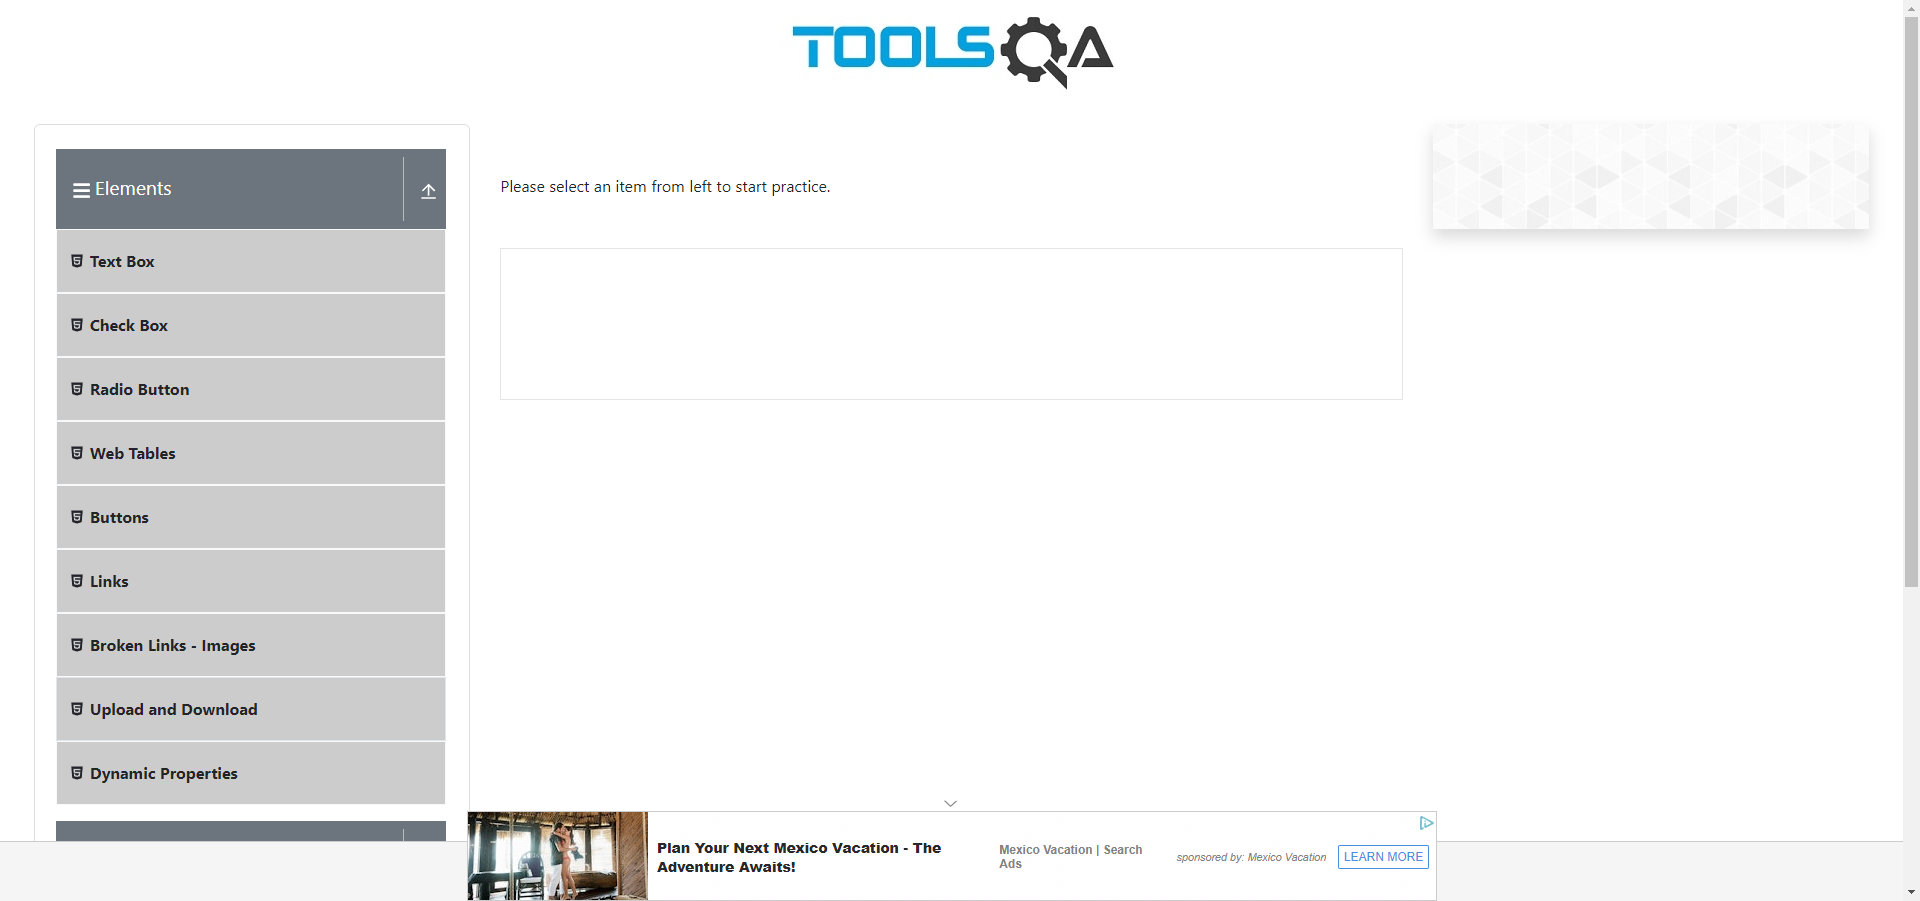 TOOLSQA
Elements
Please select an item from left to start practice.
Text Box
Check Box
Radio Button
Web Tables
Buttons
Links
Broken Links - Images
Upload and Download
Dynamic Properties
Plan Your Next Mexico Vacation - The
Adventure Awaits!
Mexico Vacation | Search
Ads
sponsored by: Mexico Vacation
LEARN MORE